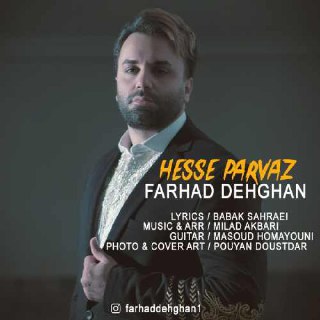 HESSE PARVAZ
FARHAD DEHGHAN
LYRICS / BABAK SAHRAEI
MUSIC & ARR / MILAD AKBARI
GUITAR / MASOUD HOMAYOUNI
PHOTO & COVER ART / POUYAN DOUSTDAR
farhaddehghan1